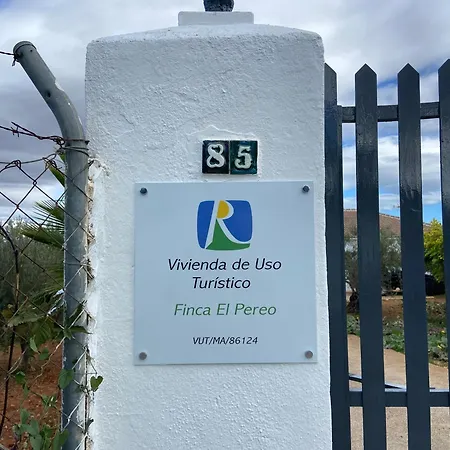 85
R
Vivienda de Uso
Turístico
Finca El Pereo
VUT/MA/86124